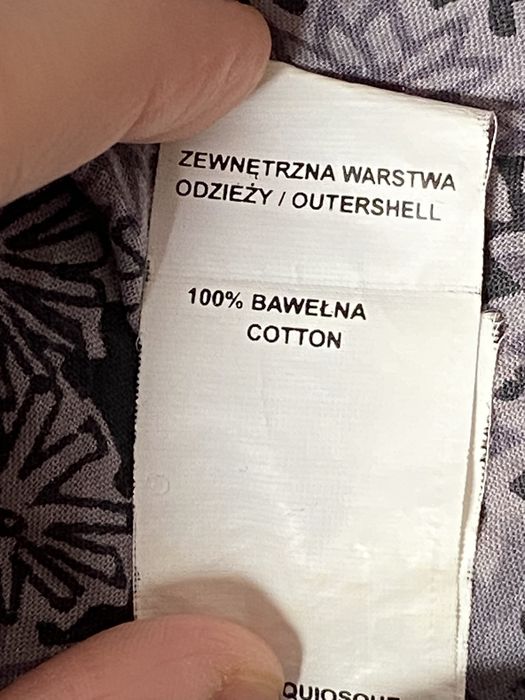 ZEWNĘTRZNA WARSTWA
ODZIEŻY / OUTERSHELL
100% BAWEŁNA
COTTON